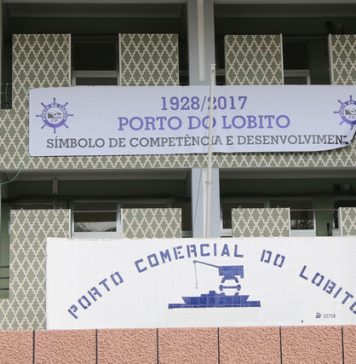 1928/2017
PORTO DO LOBITO
SÍMBOLO DE COMPETÊNCIA E DESENVOLVIMEN
PORTO COMERCIAL DO LOBITO